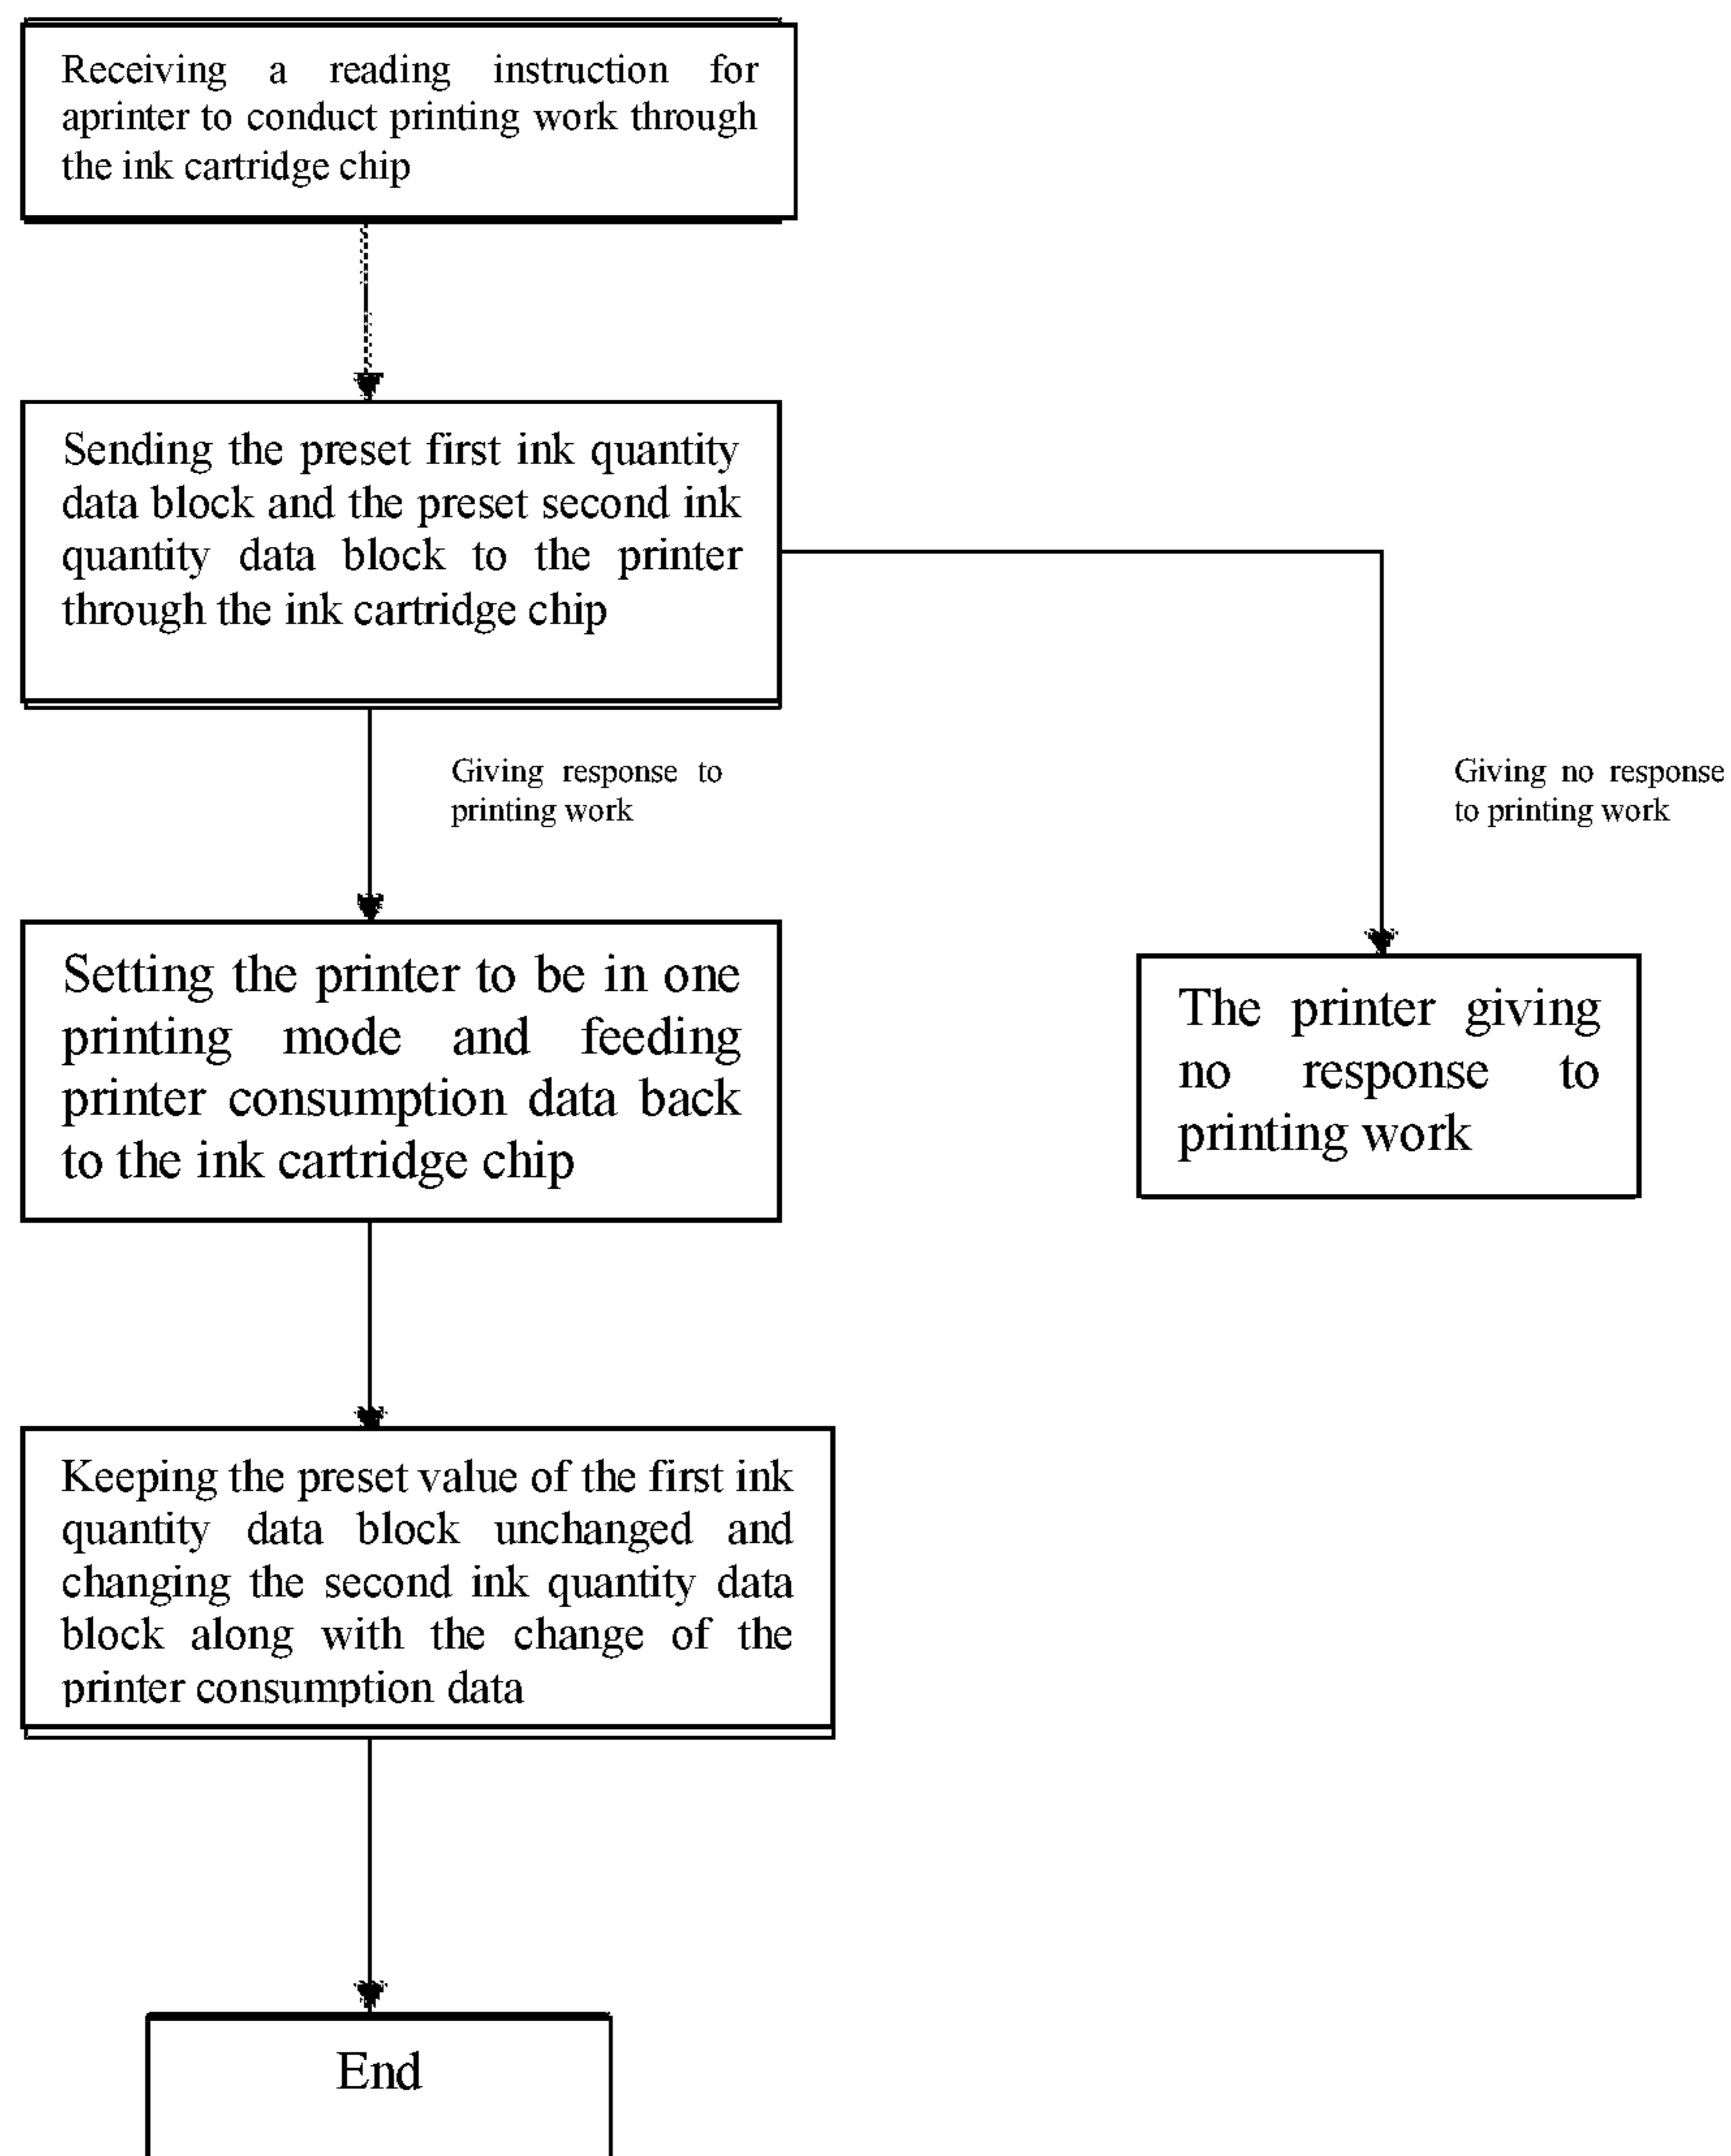 Receiving a reading instruction for
aprinter to conduct printing work through
the ink cartridge chip
Sending the preset first ink quantity
data block and the preset second ink
quantity data block to the printer
through the ink cartridge chip
Giving response to
printing work
Giving no response
to printing work
Setting the printer to be in one
printing mode and feeding
printer consumption data back
to the ink cartridge chip
The printer giving
no response to
printing work
Keeping the preset value of the first ink
quantity data block unchanged and
changing the second ink quantity data
block along with the change of the
printer consumption data
End